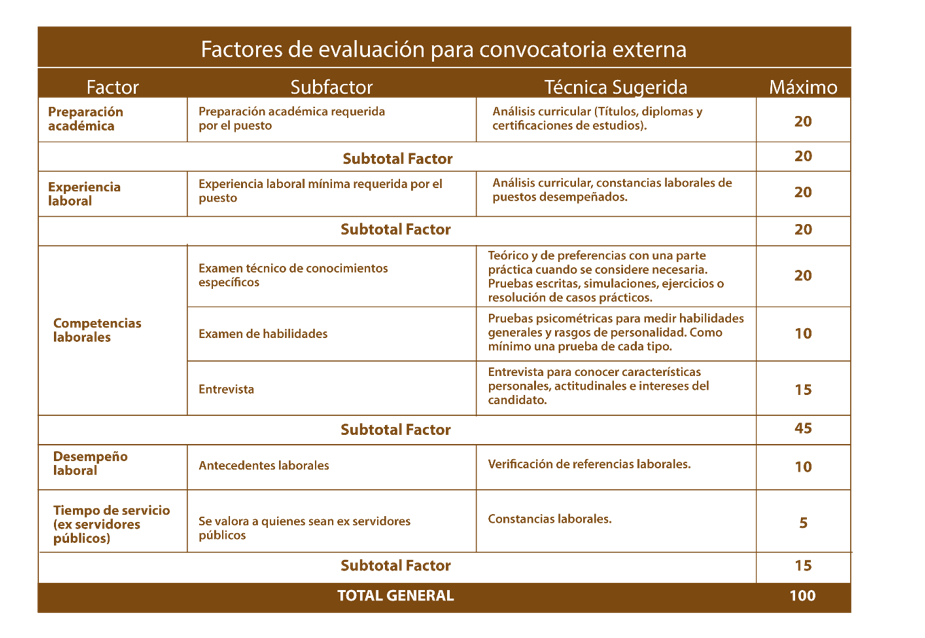 Factores de evaluación para convocatoria externa
Factor Subfactor Técnica Sugerida Máximo
Preparación
académica
Preparación académica requerida
por el puesto
Análisis curricular (Títulos, diplomas y
certificaciones de estudios).
20
Subtotal Factor 20
Experiencia
laboral
Experiencia laboral mínima requerida por el
puesto
Análisis curricular, constancias laborales de
puestos desempeñados.
20
Subtotal Factor 20
Competencias
laborales
Examen técnico de conocimientos
específicos
Teórico y de preferencias con una parte
práctica cuando se considere necesaria.
Pruebas escritas, simulaciones, ejercicios o
resolución de casos prácticos.
20
Examen de habilidades
Pruebas psicométricas para medir habilidades
generales y rasgos de personalidad. Como
mínimo una prueba de cada tipo.
10
Entrevista
Entrevista para conocer características
personales, actitudinales e intereses del
candidato.
15
Subtotal Factor 45
Desempeño
laboral
Antecedentes laborales
Verificación de referencias laborales.
10
Tiempo de servicio
(ex servidores
públicos)
Se valora a quienes sean ex servidores
públicos
Constancias laborales.
5
Subtotal Factor 15
TOTAL GENERAL 100